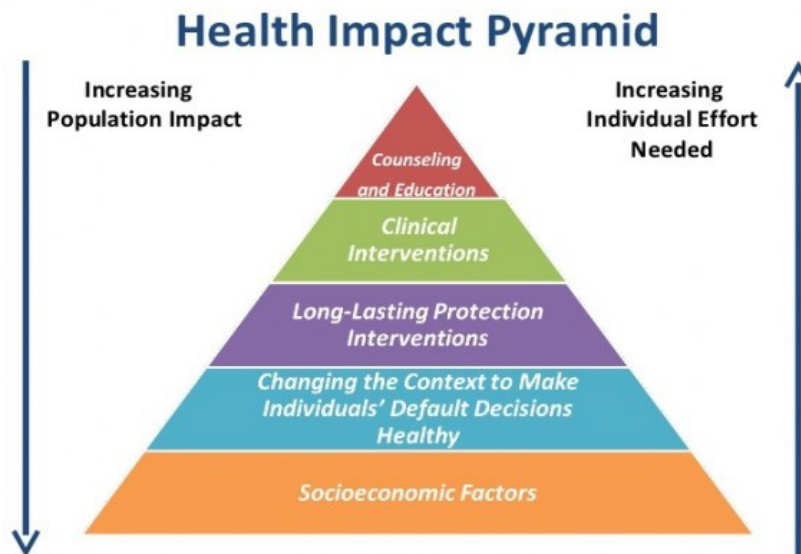 Health Impact Pyramid
Increasing
Population Impact
Increasing
Individual Effort
Needed
Counseling
and Education
Clinical
Interventions
Long-Lasting Protection
Interventions
Changing the Context to Make
Individuals’ Default Decisions
Healthy
Socioeconomic Factors